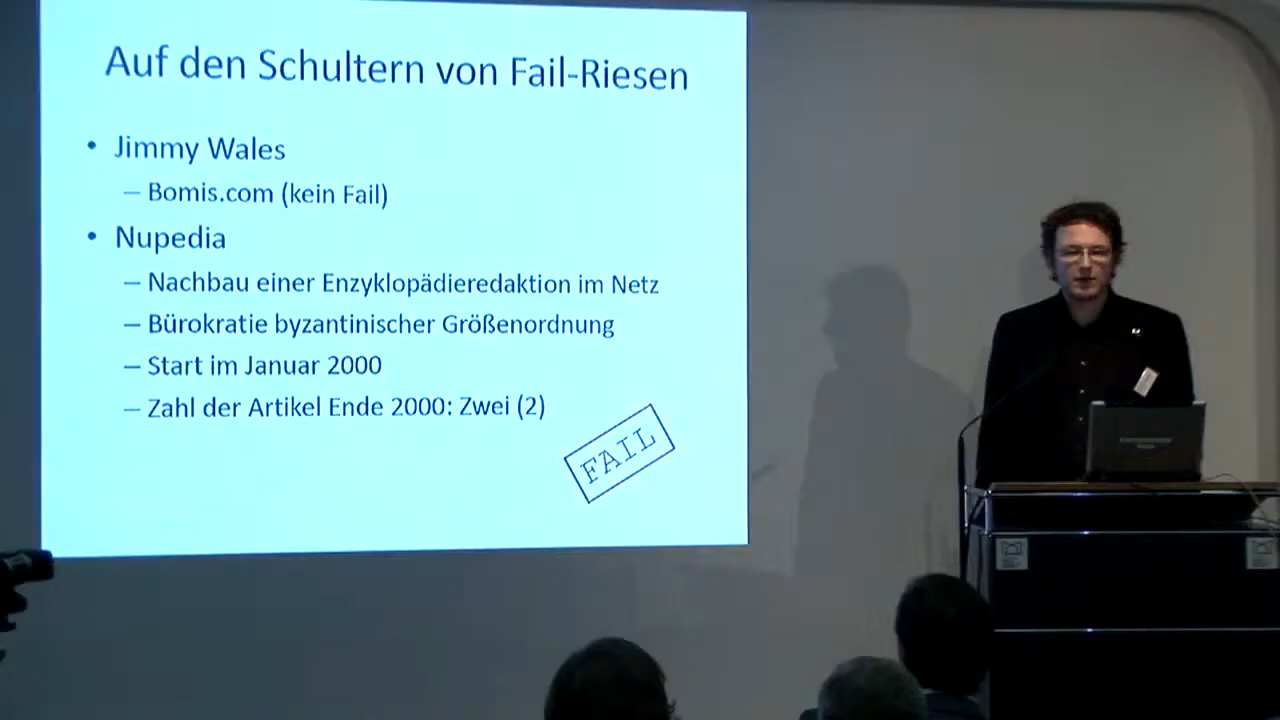 Auf den Schultern von Fail-Riesen
• Jimmy Wales
– Bomis.com (kein Fail)
• Nupedia
– Nachbau einer Enzyklopädieredaktion im Netz
– Bürokratie byzantinischer Größenordnung
– Start im Januar 2000
– Zahl der Artikel Ende 2000: Zwei (2)
FAIL